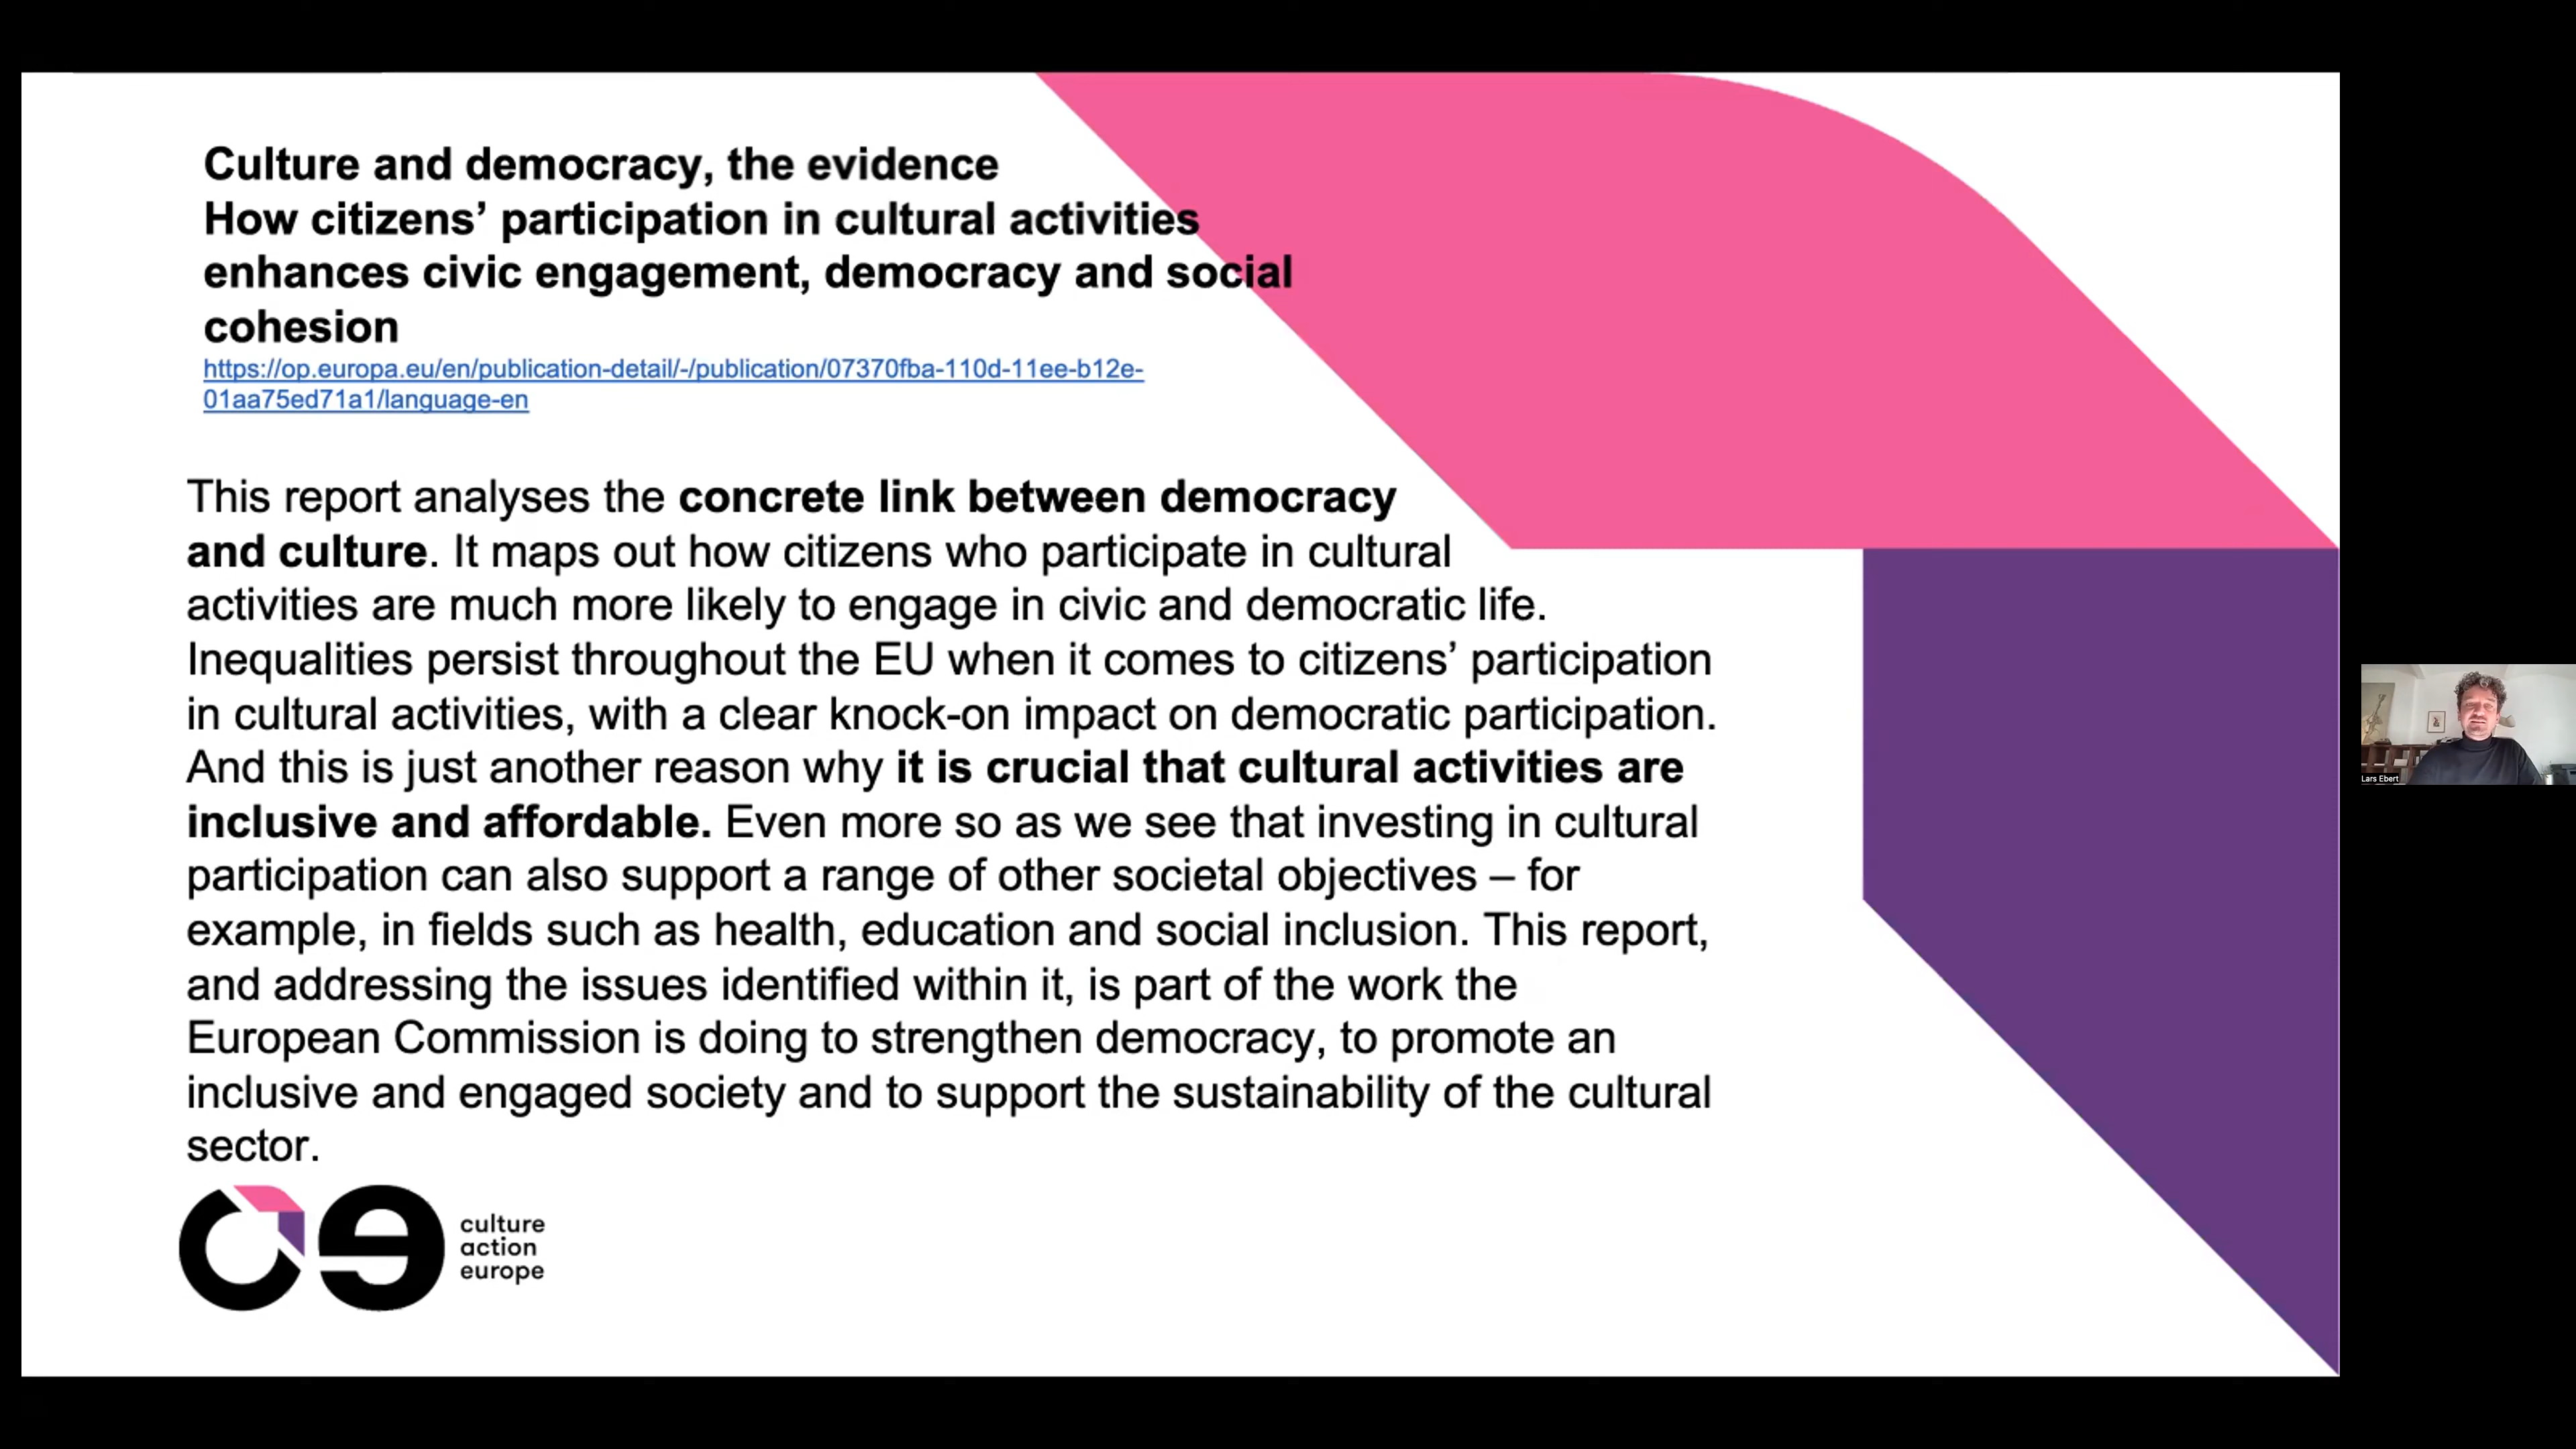 Culture and democracy, the evidence
How citizens’ participation in cultural activities
enhances civic engagement, democracy and social
cohesion
https://op.europa.eu/en/publication-detail/-/publication/07370fba-110d-11ee-b12e-
01aa75ed71a1/language-en
This report analyses the concrete link between democracy
and culture. It maps out how citizens who participate in cultural
activities are much more likely to engage in civic and democratic life.
Inequalities persist throughout the EU when it comes to citizens’ participation
in cultural activities, with a clear knock-on impact on democratic participation.
And this is just another reason why it is crucial that cultural activities are
inclusive and affordable. Even more so as we see that investing in cultural
participation can also support a range of other societal objectives – for
example, in fields such as health, education and social inclusion. This report,
and addressing the issues identified within it, is part of the work the
European Commission is doing to strengthen democracy, to promote an
inclusive and engaged society and to support the sustainability of the cultural
sector.
culture
action
europe
Lars Ebert